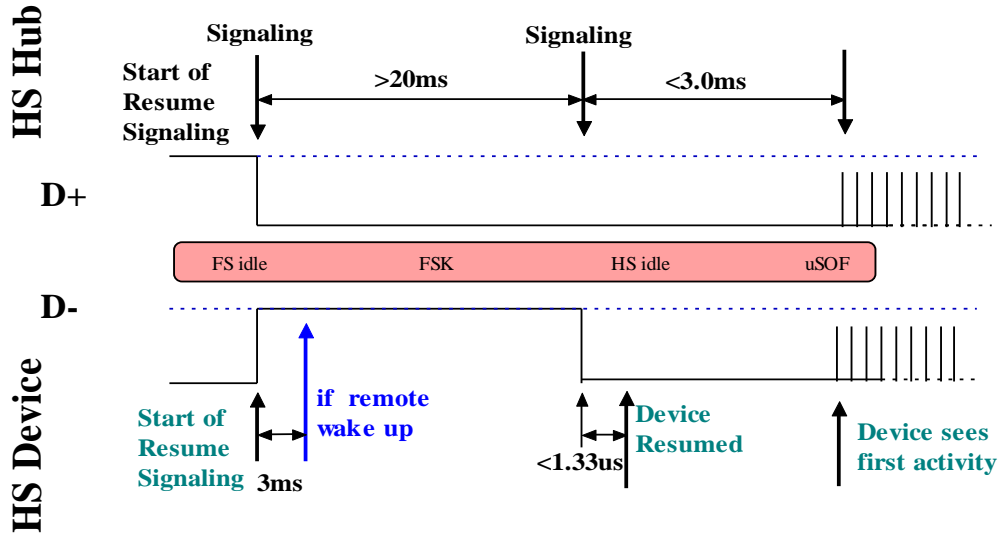 HS Hub
Signaling
Signaling
Start of
Resume
Signaling
>20ms
<3.0ms
D+
FS idle
FSK
HS idle
uSOF
D-
HS Device
Start of
Resume
Signaling
3ms
if remote
wake up
<1.33us
Device
Resumed
Device sees
first activity